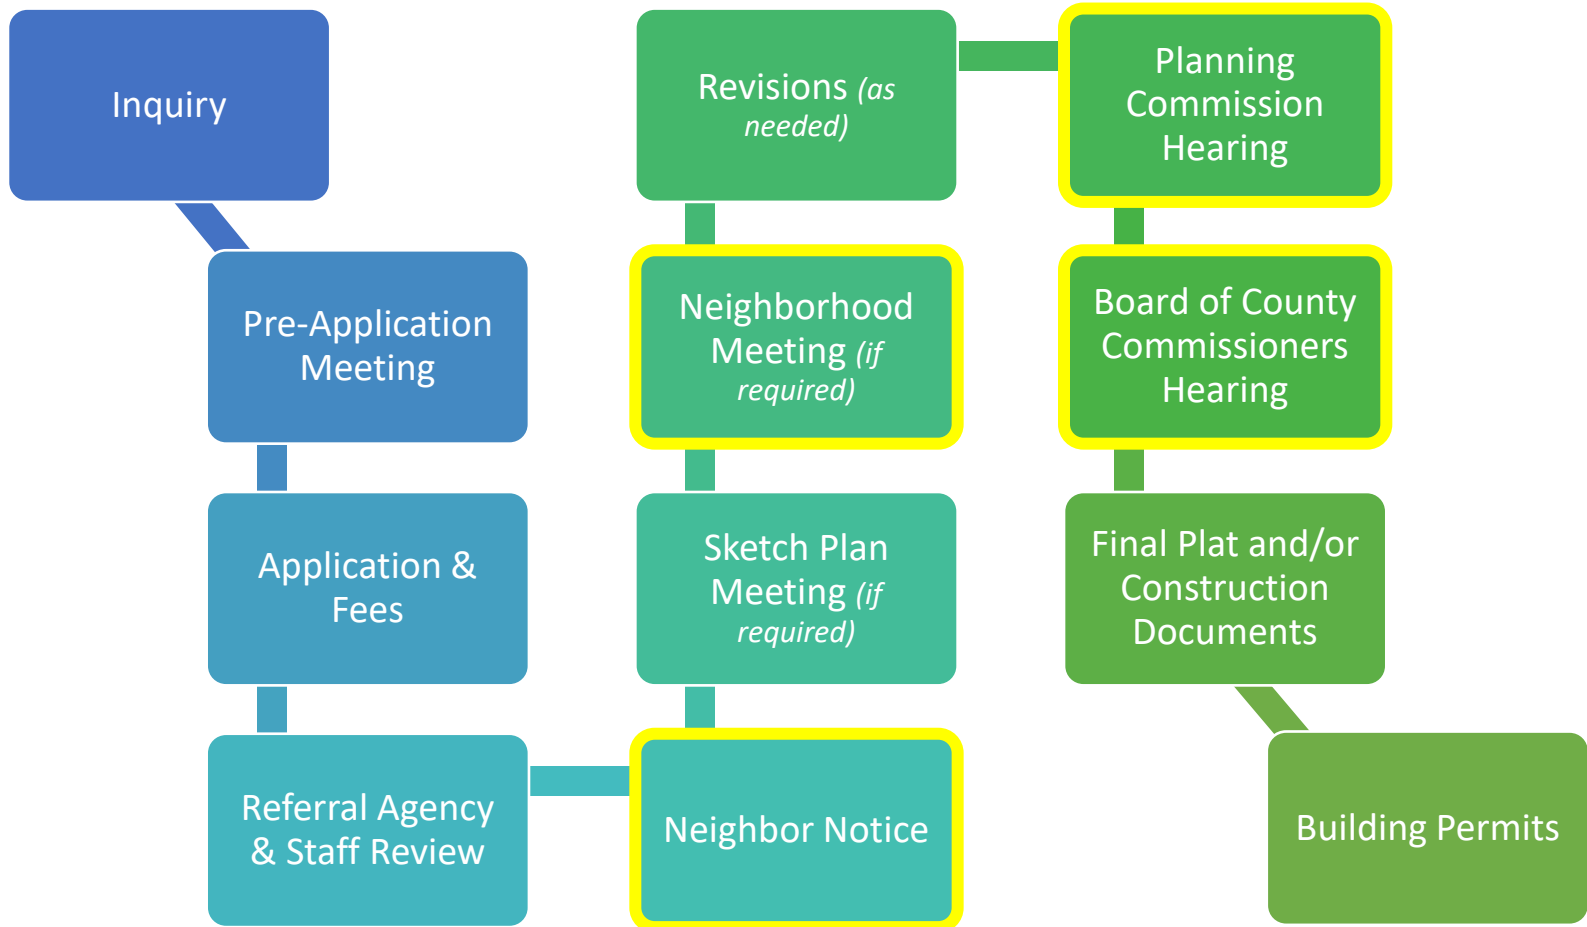 Inquiry
Pre-Application
Meeting
Application &
Fees
Referral Agency
& Staff Review
Neighbor Notice
Sketch Plan
Meeting (if
required)
Neighborhood
Meeting (if
required)
Revisions (as
needed)
Planning
Commission
Hearing
Board of County
Commissioners
Hearing
Final Plat and/or
Construction
Documents
Building Permits